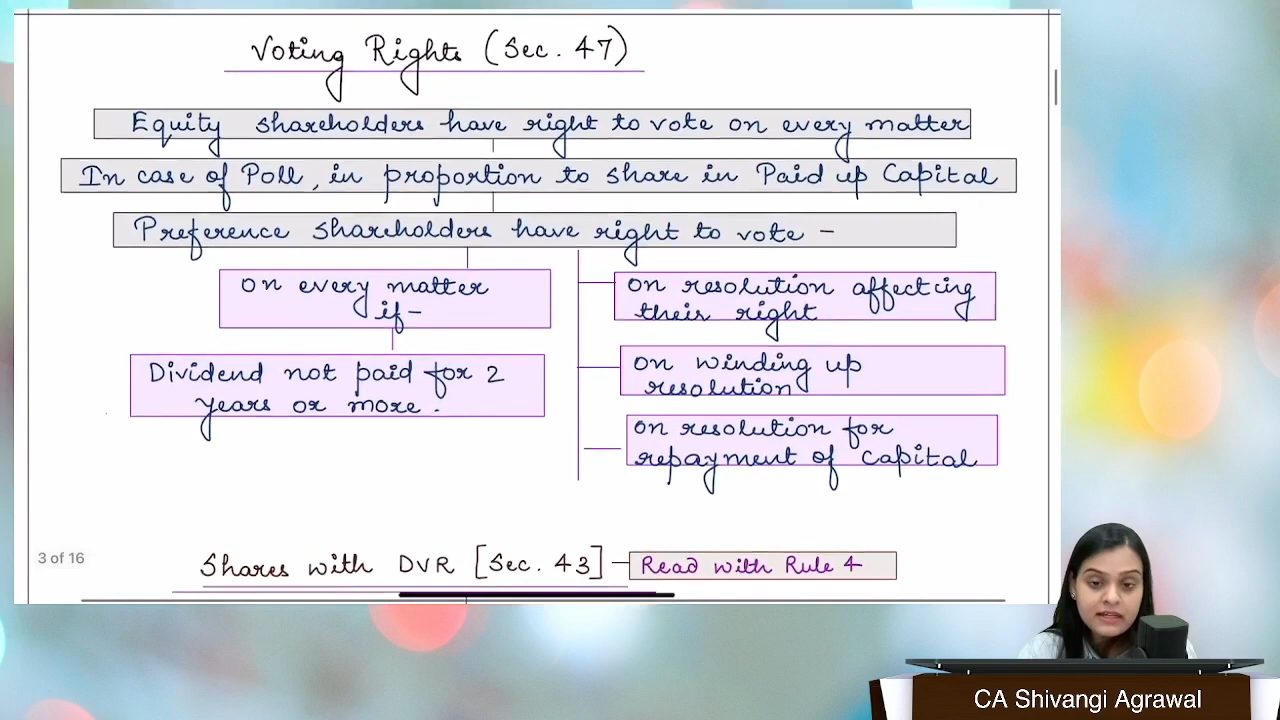 Voting Rights (Sec. 47)
Equity shareholders have right to vote on every matter
In case of Poll, in proportion to share in Paid up Capital
Preference shareholders have right to vote -
on every matter
if -
Dividend not paid for 2
years or more.
on resolution affecting
their right
on winding up
resolution
on resolution for
repayment of capital
3 of 16
Shares with DVR [Sec. 43] - Read with Rule 4
CA Shivangi Agrawal